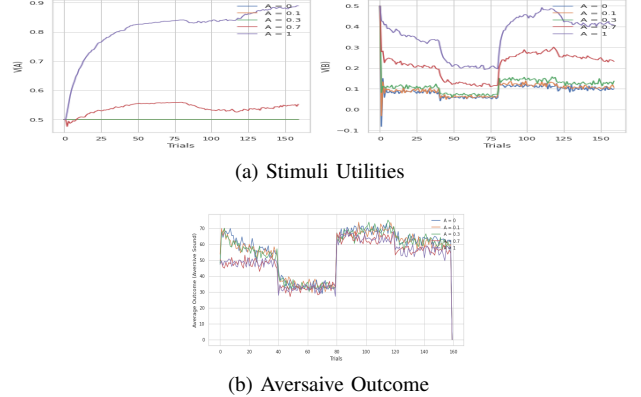 0.9
0.8
0.7
0.6
0.5
V(A)
0 25 50 75 100 125 150
Trials
A = 0
A = 0.1
A = 0.3
A = 0.7
A = 1
0.5
0.4
0.3
0.2
0.1
0.0
−0.1
V(B)
0 25 50 75 100 125 150
Trials
A = 0
A = 0.1
A = 0.3
A = 0.7
A = 1
(a) Stimuli Utilities
70
60
50
40
30
20
10
0
Average Outcome (Aversive Sound)
0 20 40 60 80 100 120 140 160
Trials
A = 0
A = 0.1
A = 0.3
A = 0.7
A = 1
(b) Aversaive Outcome